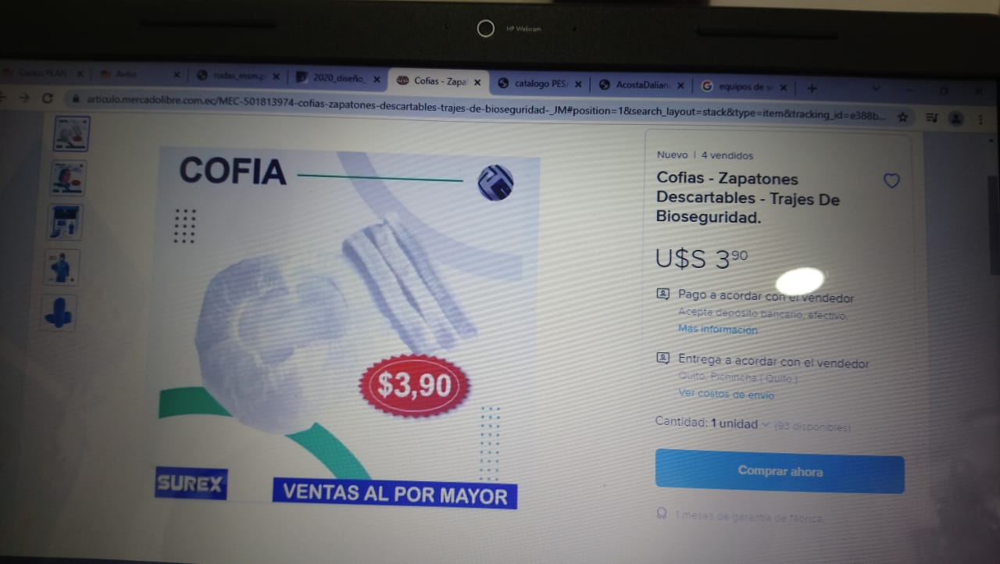 HP Webcam
Aviso
rodas_msm.p
2020_diseño_
Cofias - Zapa
catalogo PES
AcostaDalian
equipos de s
articulo.mercadolibre.com.ec/MEC-501813974-cofias-zapatones-descartables-trajes-de-bioseguridad-_JM#position=1&search_layout=stack&type=item&tracking_id=e388b...
COFIA
$3,90
SUREX
VENTAS AL POR MAYOR
Nuevo | 4 vendidos
Cofias - Zapatones
Descartables - Trajes De
Bioseguridad.
U$S 3 90
Pago a acordar con el vendedor
Acepta depósito bancario, efectivo.
Más información
Entrega a acordar con el vendedor
Quito, Pichincha (Quito)
Ver costos de envío
Cantidad: 1 unidad (93 disponibles)
Comprar ahora
1 meses de garantía de fábrica.